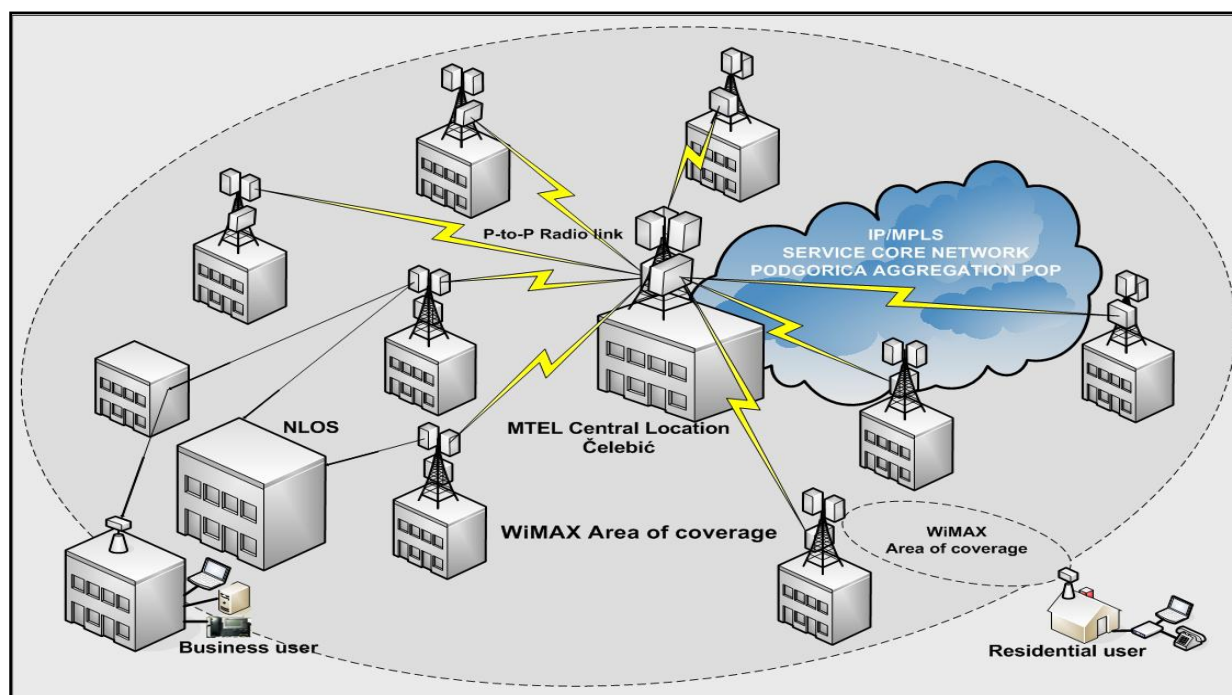 P-to-P Radio link
IP/MPLS
SERVICE CORE NETWORK
PODGORICA AGGREGATION POP
NLOS
MTEL Central Location
Čelebić
WiMAX Area of coverage
WiMAX
Area of coverage
Business user
Residential user